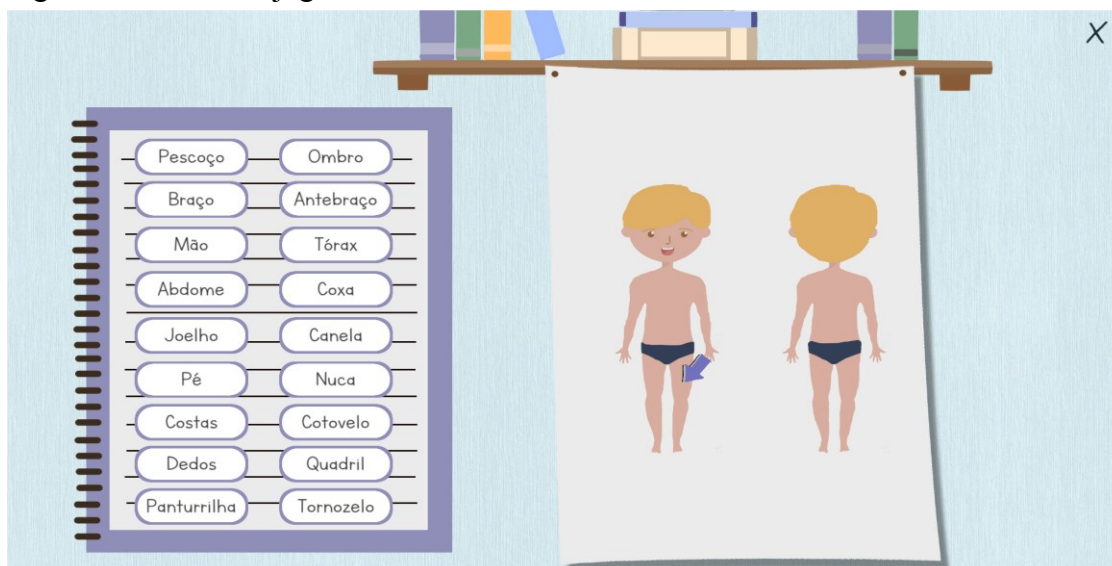 X
Pescoço Ombro
Braço Antebraço
Mão Tórax
Abdome Coxa
Joelho Canela
Pé Nuca
Costas Cotovelo
Dedos Quadril
Panturrilha Tornozelo